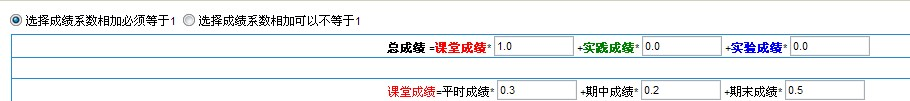 选择成绩系数相加必须等于1 选择成绩系数相加可以不等于1
总成绩 =课堂成绩* 1.0 +实践成绩* 0.0 +实验成绩* 0.0
课堂成绩=平时成绩* 0.3 +期中成绩* 0.2 +期末成绩* 0.5